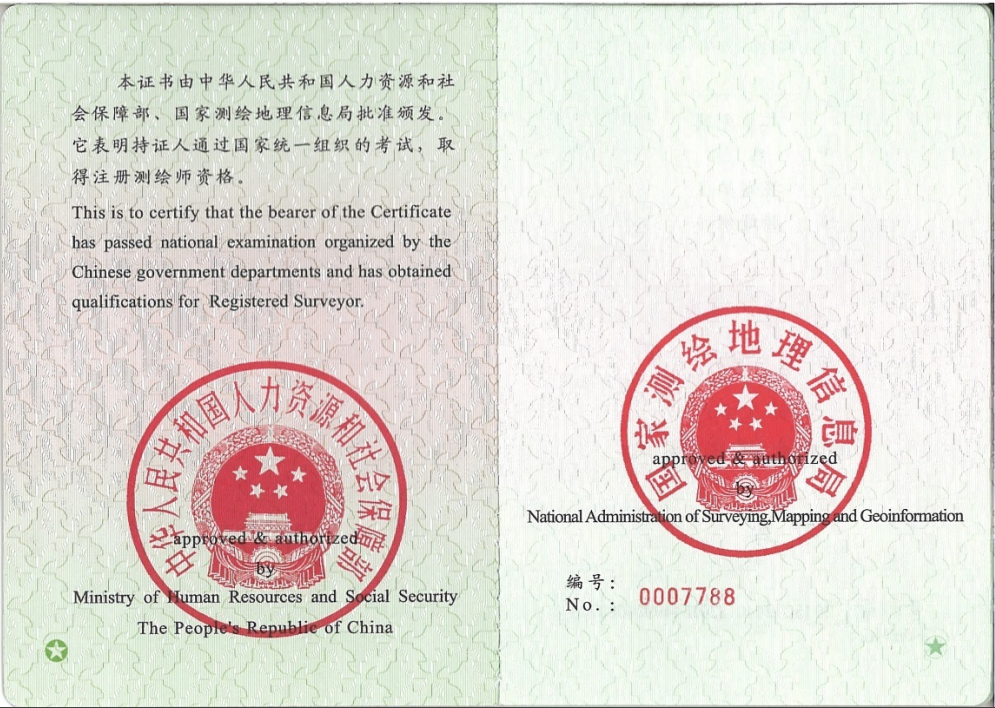 本证书由中华人民共和国人力资源和社
会保障部、国家测绘地理信息局批准颁发。
它表明持证人通过国家统一组织的考试，取
得注册测绘师资格。
This is to certify that the bearer of the Certificate
has passed national examination organized by the
Chinese government departments and has obtained
qualifications for Registered Surveyor.
中华人民共和国人力资源和社会保障部
approved & authorized
by
Ministry of Human Resources and Social Security
The People's Republic of China
国家测绘地理信息局
approved & authorized
by
National Administration of Surveying,Mapping and Geoinformation
编号：
No.： 0007788